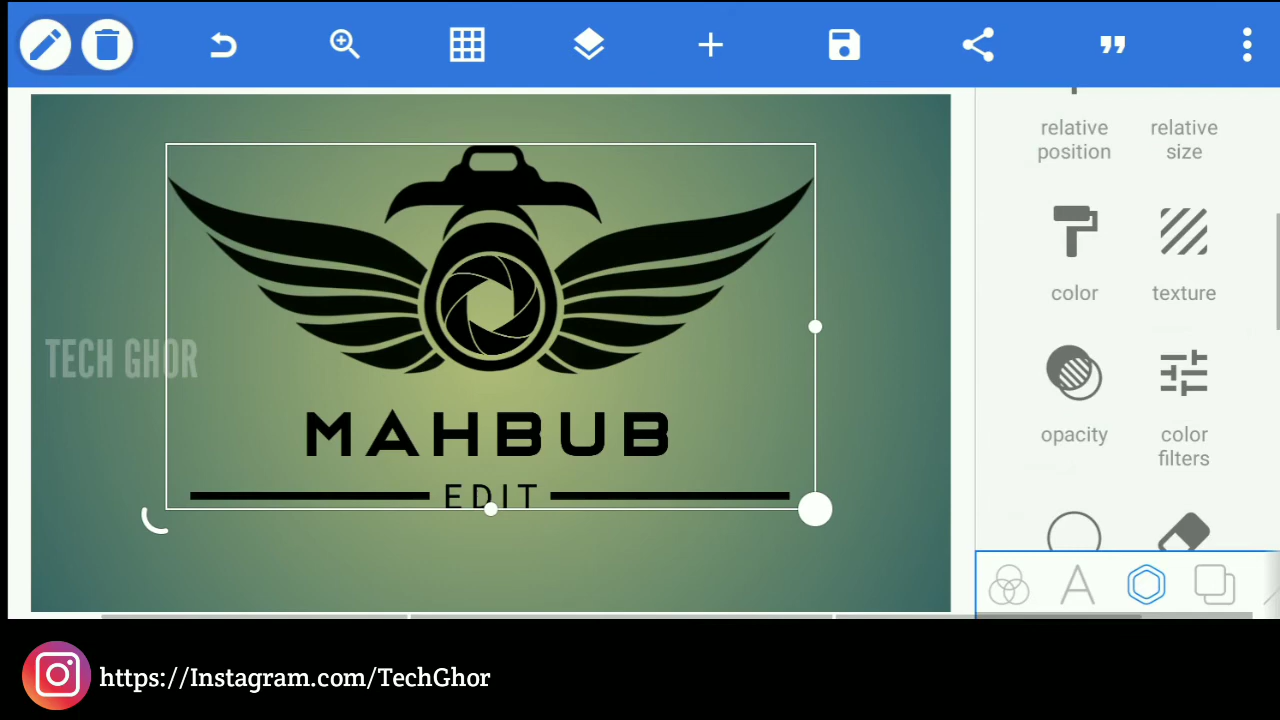 relative
position
relative
size
color
texture
opacity
color
filters
TECH GHOR
MAHBUB
EDIT
https://Instagram.com/TechGhor